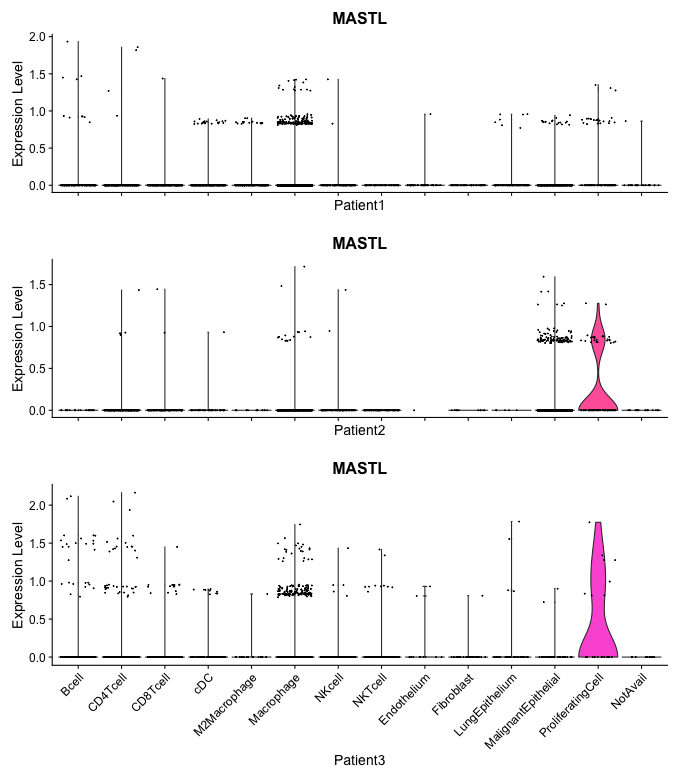 MASTL
Expression Level
2.0
1.5
1.0
0.5
0.0
Patient1
MASTL
Expression Level
1.5
1.0
0.5
0.0
Patient2
MASTL
Expression Level
2.0
1.5
1.0
0.5
0.0
Bcell
CD4Tcell
CD8Tcell
cDC
M2Macrophage
Macrophage
NKcell
NKTcell
Endothelium
Fibroblast
LungEpithelium
MalignantEpithelial
ProliferatingCell
NotAvail
Patient3